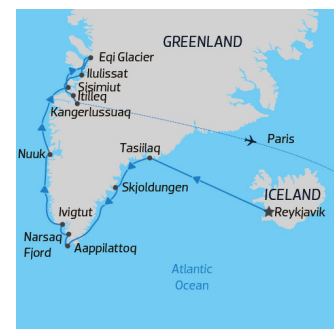 GREENLAND
Eqi Glacier
Ilulissat
Sisimiut
Itilleq
Kangerlussuaq
Paris
Tasiilaq
Nuuk
Skjoldungen
ICELAND
Reykjavik
Ivigtut
Narsaq
Fjord
Aappilattoq
Atlantic
Ocean